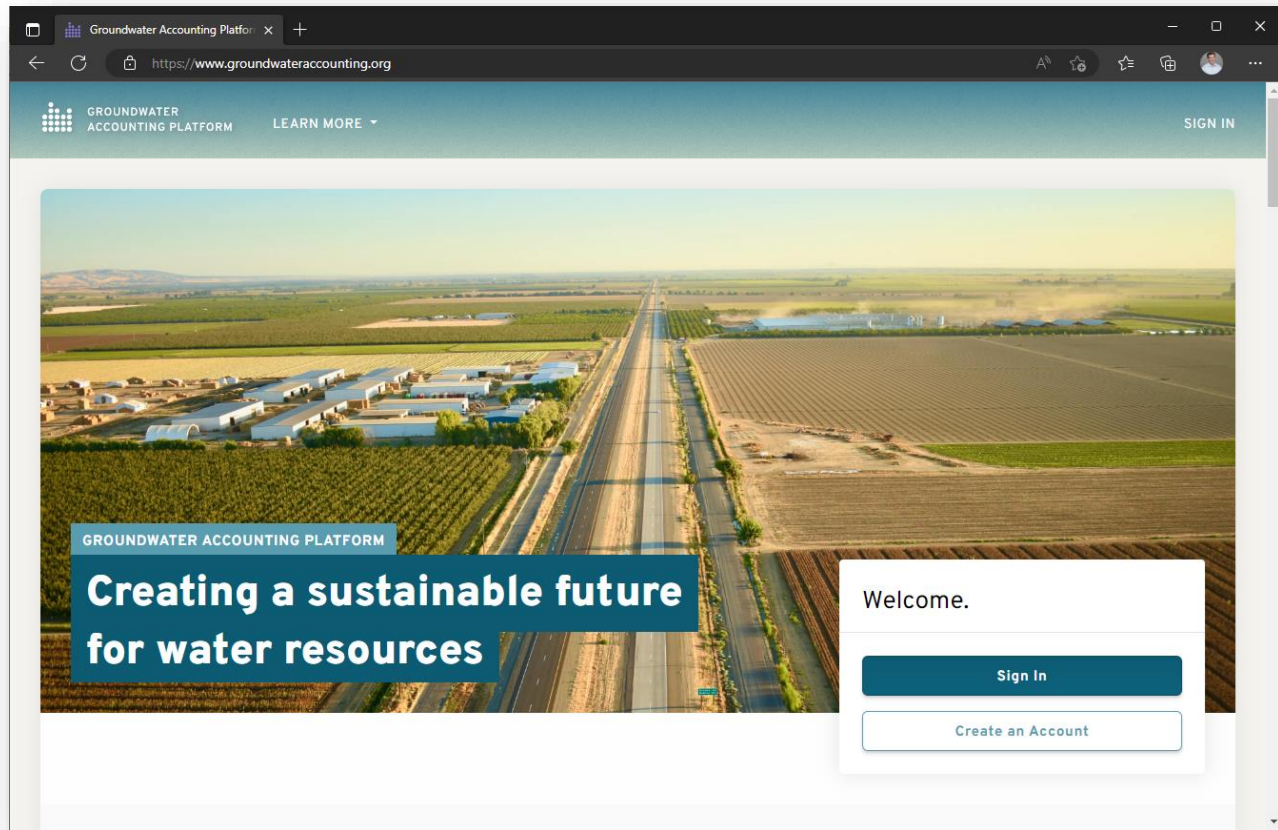 Groundwater Accounting Platfor
https://www.groundwateraccounting.org
GROUNDWATER
ACCOUNTING PLATFORM
LEARN MORE
SIGN IN
GROUNDWATER ACCOUNTING PLATFORM
Creating a sustainable future
for water resources
Welcome.
Sign In
Create an Account